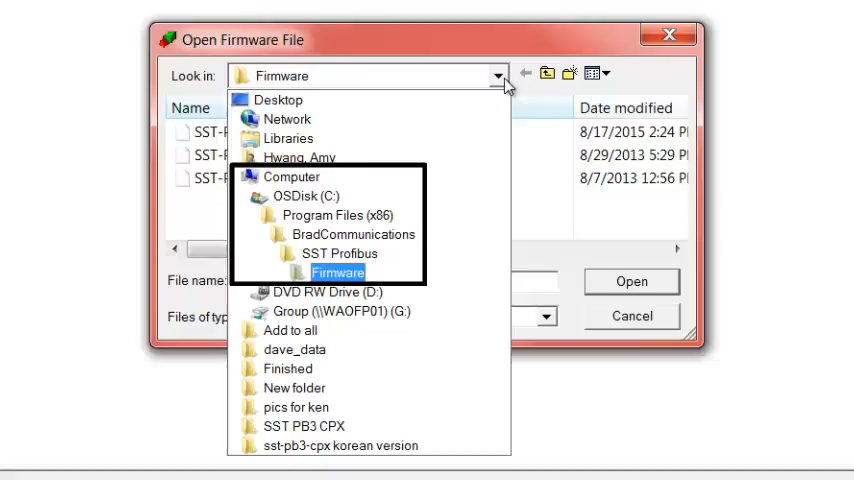 Open Firmware File
Look in: Firmware
Desktop
Name Date modified
Network
SST- 8/17/2015 2:24 P
Libraries
SST- 8/29/2013 5:29
Hwang, Amy
Computer
SST- 8/7/2013 12:56
OSDisk (C:)
Program Files (x86)
BradCommunications
SST Profibus
Firmware
File name: Open
DVD RW Drive (D:)
Group (\\WAOFP01) (G:)
Files of typ Cancel
Add to all
dave_data
Finished
New folder
pics for ken
SST PB3 CPX
sst-pb3-cpx korean version